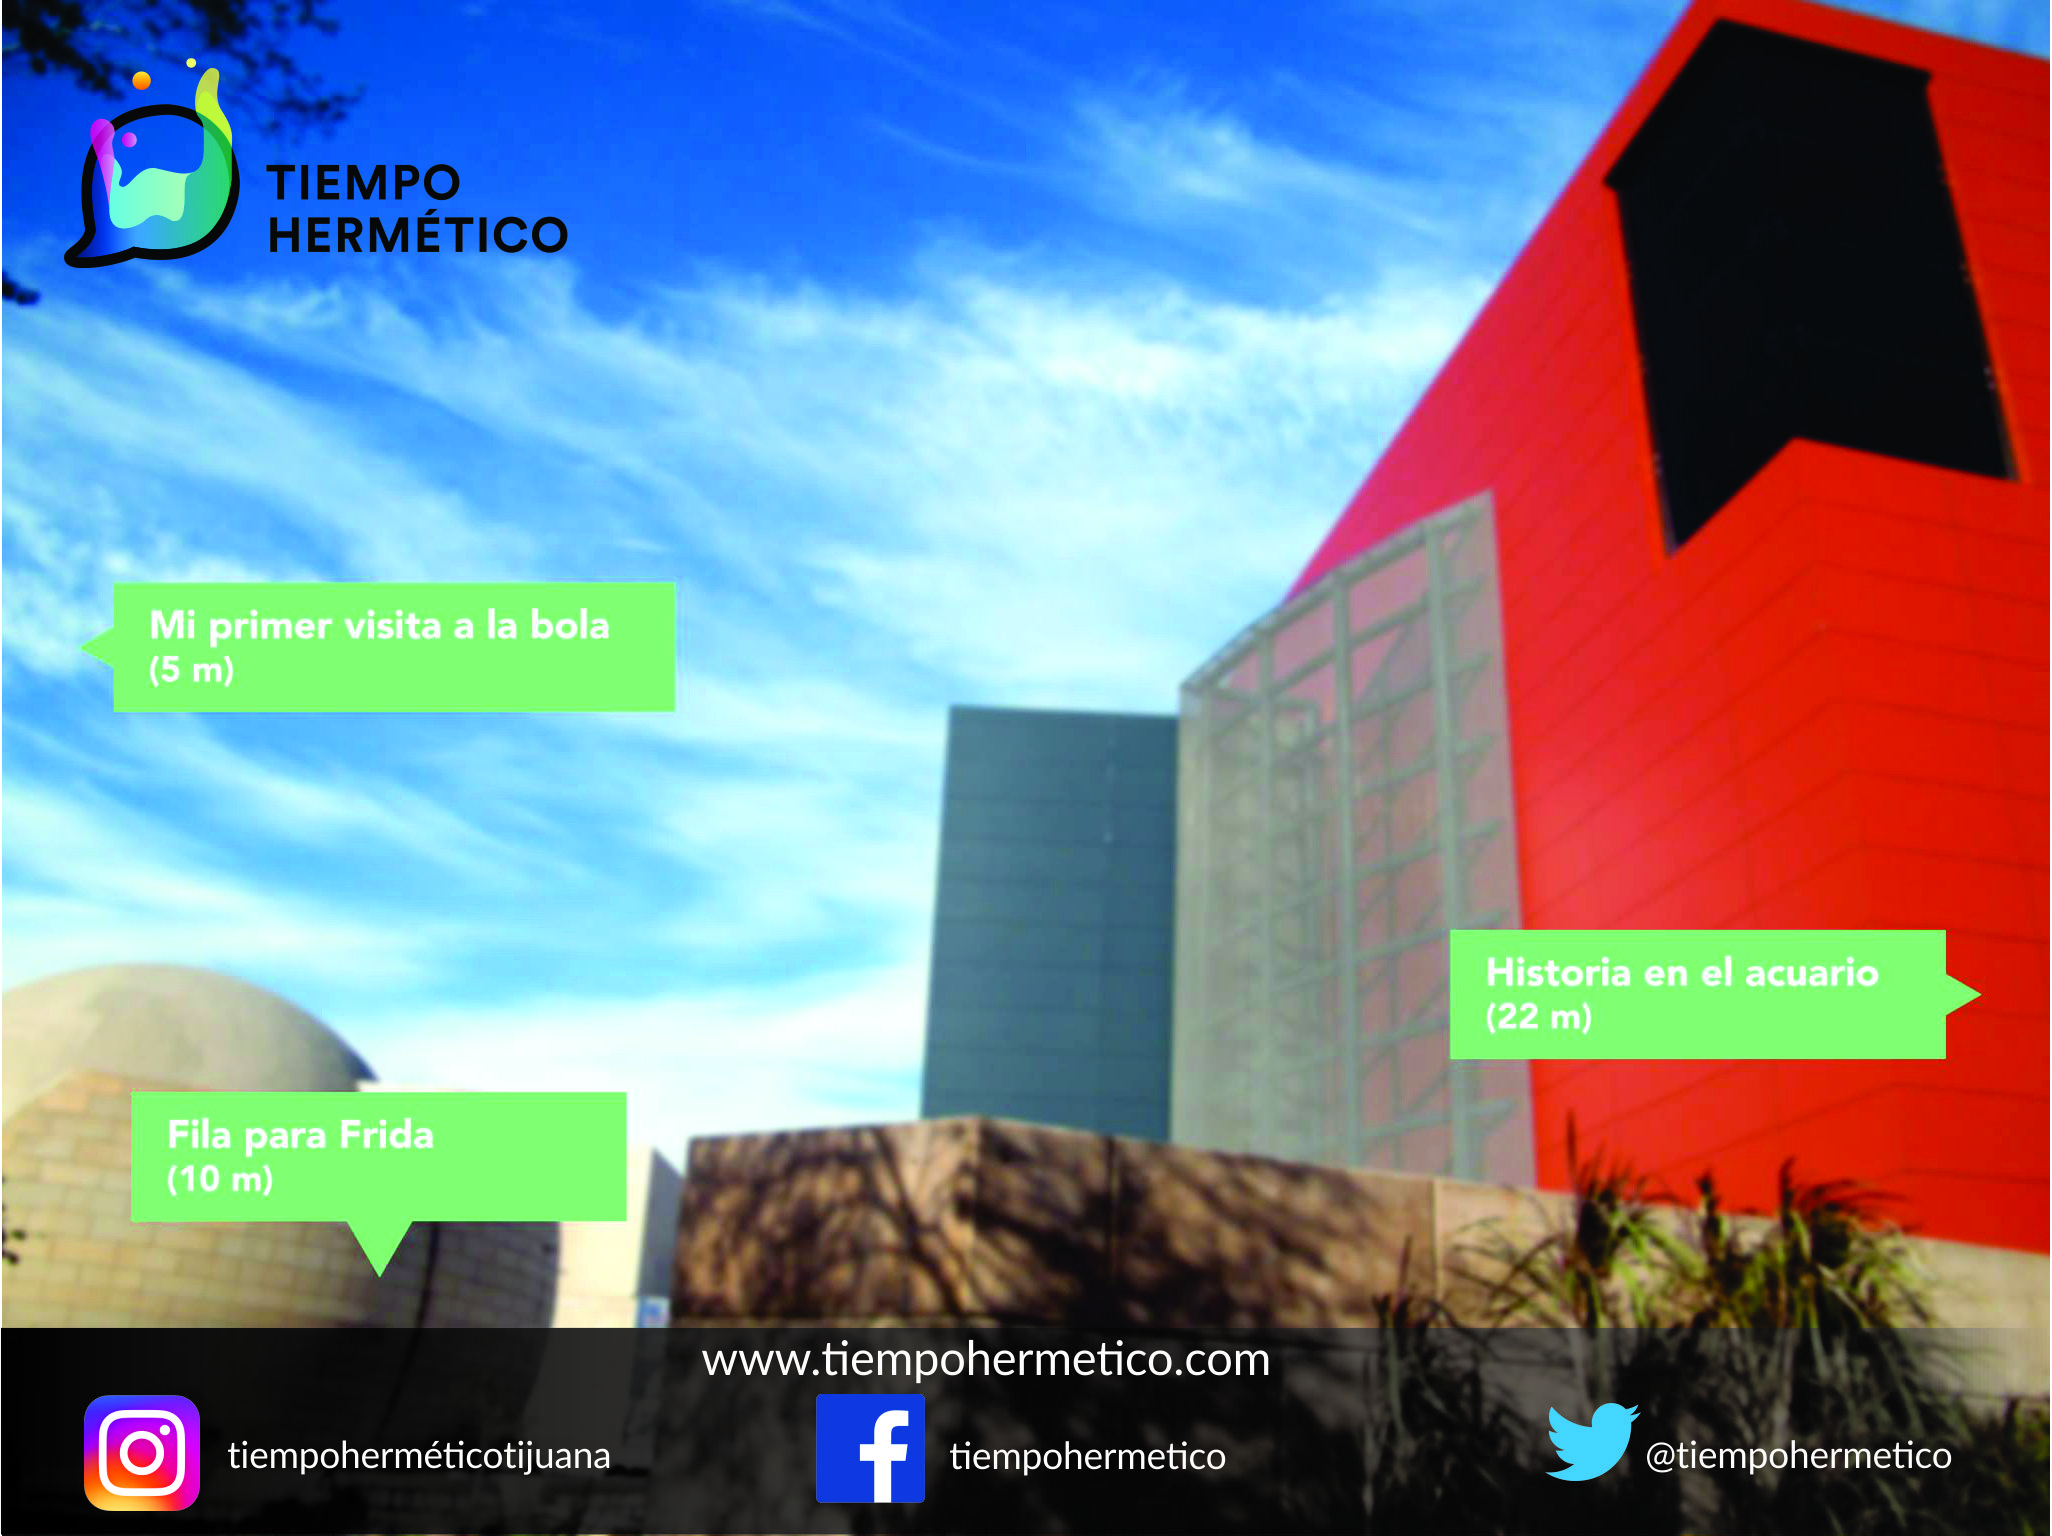 TIEMPO
HERMÉTICO
Mi primer visita a la bola
(5 m)
Historia en el acuario
(22 m)
Fila para Frida
(10 m)
www.tiempohermetico.com
tiempoherméticotijuana
tiempohermetico
@tiempohermetico